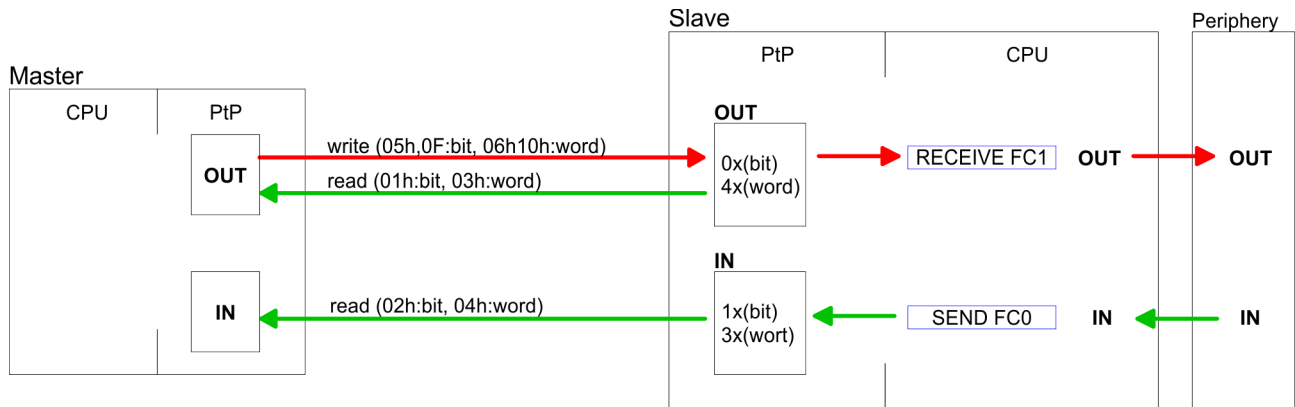 Slave
Periphery
PtP
CPU
Master
CPU
PtP
OUT
write (05h,0F:bit, 06h10h:word)
OUT
read (01h:bit, 03h:word)
0x(bit)
4x(word)
RECEIVE FC1
OUT
OUT
IN
IN
read (02h:bit, 04h:word)
1x(bit)
3x(wort)
SEND FC0
IN
IN